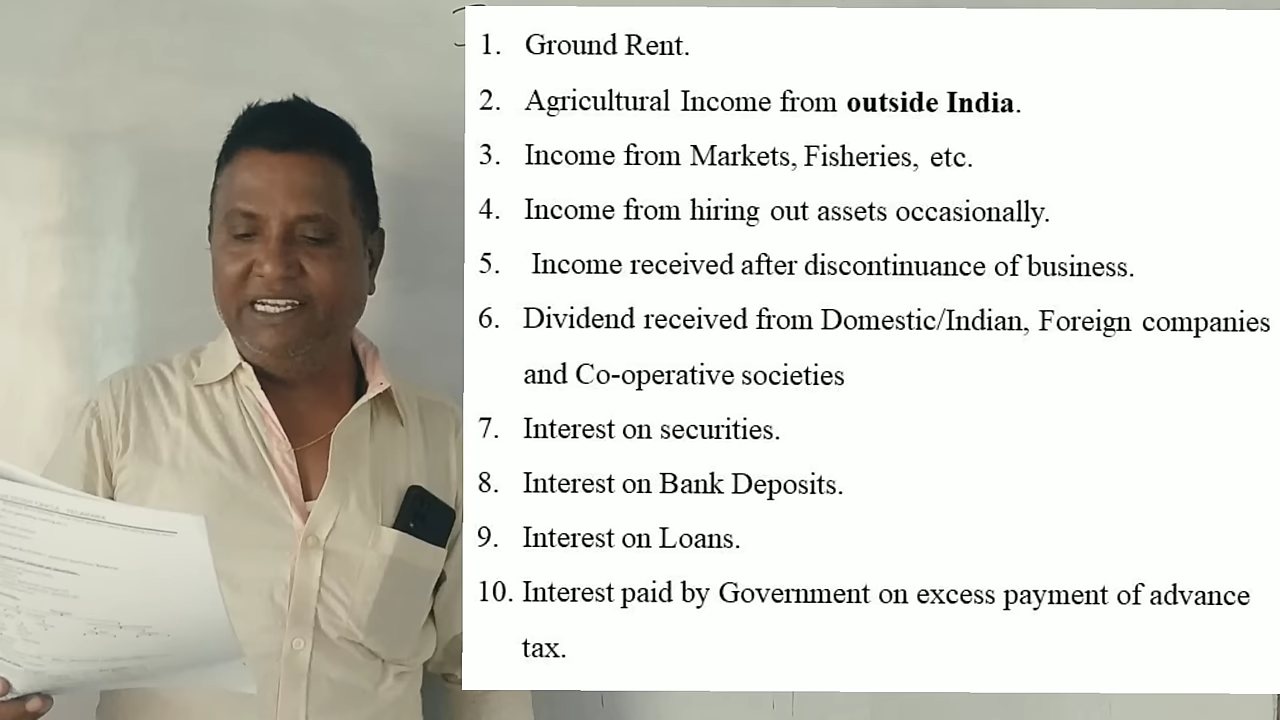 1. Ground Rent.
2. Agricultural Income from outside India.
3. Income from Markets, Fisheries, etc.
4. Income from hiring out assets occasionally.
5. Income received after discontinuance of business.
6. Dividend received from Domestic/Indian, Foreign companies
and Co-operative societies
7. Interest on securities.
8. Interest on Bank Deposits.
9. Interest on Loans.
10. Interest paid by Government on excess payment of advance
tax.